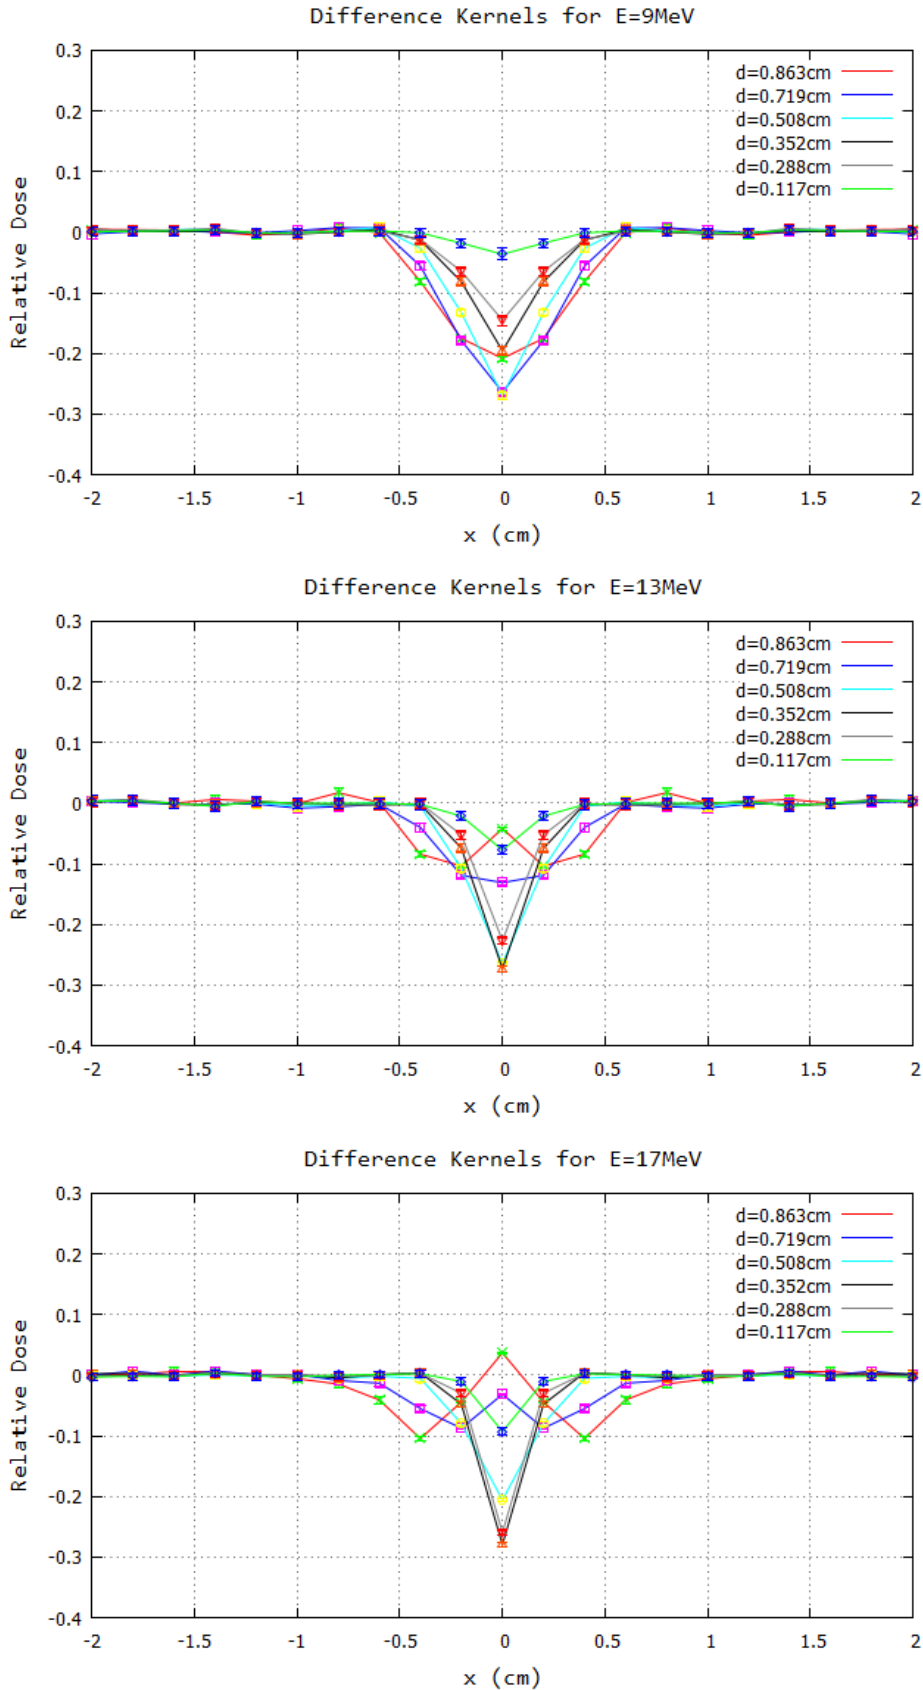 Difference Kernels for E=9MeV
0.3
0.2
0.1
0
-0.1
-0.2
-0.3
-0.4
Relative Dose
d=0.863cm
d=0.719cm
d=0.508cm
d=0.352cm
d=0.288cm
d=0.117cm
-2 -1.5 -1 -0.5 0 0.5 1 1.5 2
x (cm)
Difference Kernels for E=13MeV
0.3
0.2
0.1
0
-0.1
-0.2
-0.3
-0.4
Relative Dose
d=0.863cm
d=0.719cm
d=0.508cm
d=0.352cm
d=0.288cm
d=0.117cm
-2 -1.5 -1 -0.5 0 0.5 1 1.5 2
x (cm)
Difference Kernels for E=17MeV
0.3
0.2
0.1
0
-0.1
-0.2
-0.3
-0.4
Relative Dose
d=0.863cm
d=0.719cm
d=0.508cm
d=0.352cm
d=0.288cm
d=0.117cm
-2 -1.5 -1 -0.5 0 0.5 1 1.5 2
x (cm)